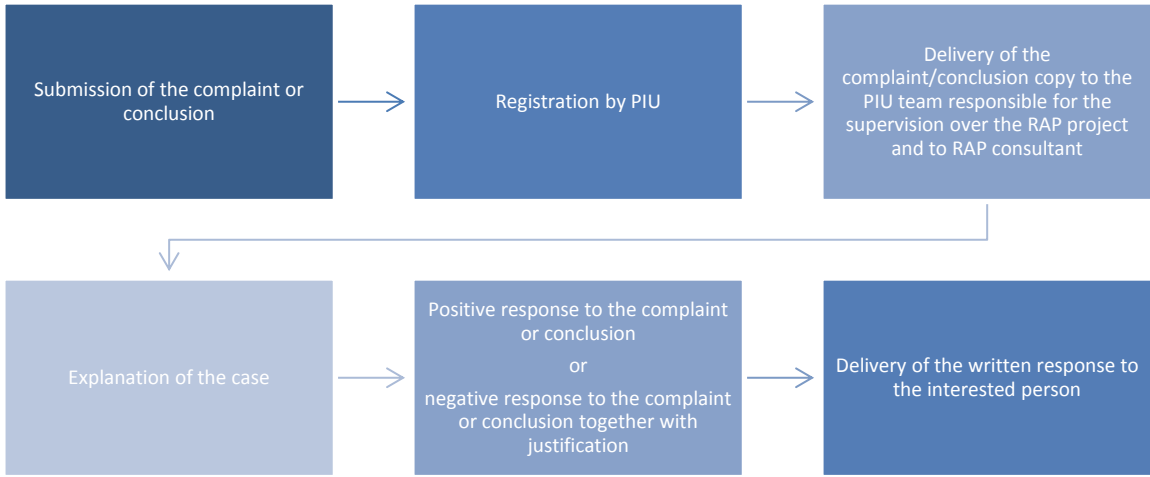 Submission of the complaint or
conclusion
Registration by PIU
Delivery of the
complaint/conclusion copy to the
PIU team responsible for the
supervision over the RAP project
and to RAP consultant
Explanation of the case
Positive response to the complaint
or conclusion
or
negative response to the complaint
or conclusion together with
justification
Delivery of the written response to
the interested person